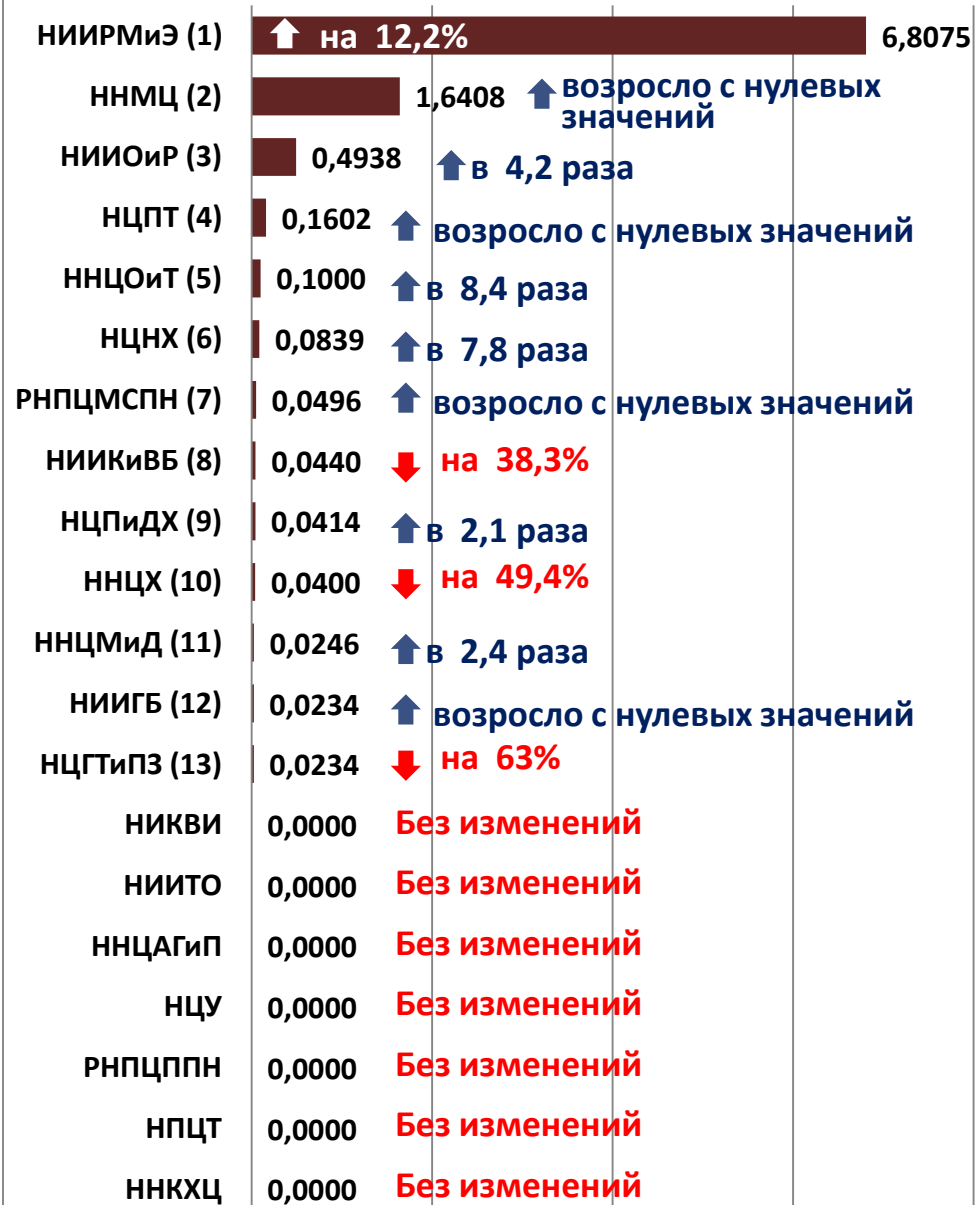 НИИРМиЭ (1) на 12,2% 6,8075
ННМЦ (2) 1,6408 возросло с нулевых
значений
НИИОиР (3) 0,4938 в 4,2 раза
НЦПТ (4) 0,1602 возросло с нулевых значений
ННЦОиТ (5) 0,1000 в 8,4 раза
НЦНХ (6) 0,0839 в 7,8 раза
РНПЦМСПН (7) 0,0496 возросло с нулевых значений
НИИКиВБ (8) 0,0440 на 38,3%
НЦПиДХ (9) 0,0414 в 2,1 раза
ННЦХ (10) 0,0400 на 49,4%
ННЦМиД (11) 0,0246 в 2,4 раза
НИИГБ (12) 0,0234 возросло с нулевых значений
НЦГТиПЗ (13) 0,0234 на 63%
НИКВИ 0,0000 Без изменений
НИИТО 0,0000 Без изменений
ННЦАГиП 0,0000 Без изменений
НЦУ 0,0000 Без изменений
РНПЦППН 0,0000 Без изменений
НПЦТ 0,0000 Без изменений
ННКХЦ 0,0000 Без изменений